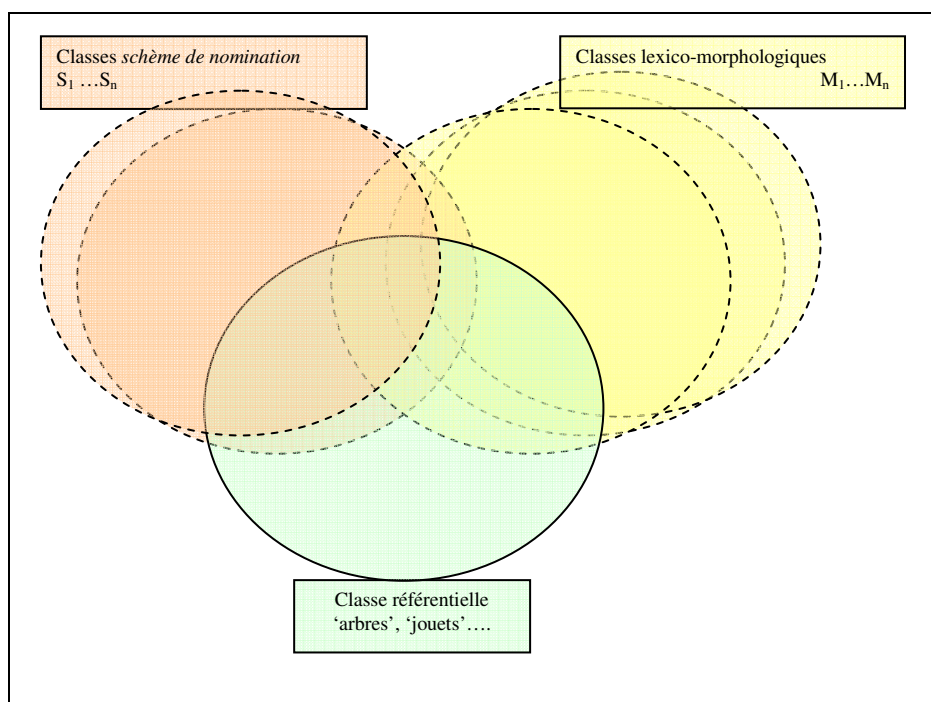 Classes schème de nomination
S1 …Sn
Classes lexico-morphologiques
M1…Mn
Classe référentielle
‘arbres’, ‘jouets’….